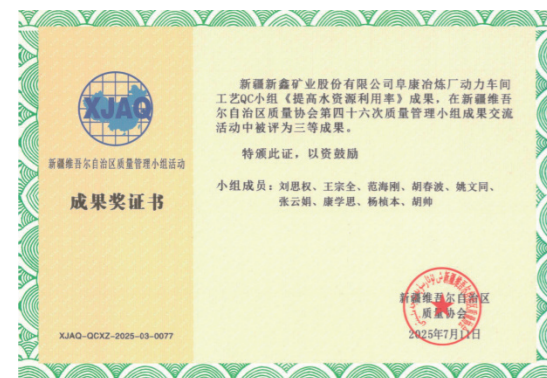 XJAQ
新疆维吾尔自治区质量管理小组活动
成果奖证书
XJAQ-QCXZ-2025-03-0077
新疆新鑫矿业股份有限公司阜康冶炼厂动力车间
工艺QC小组《提高水资源利用率》成果，在新疆维吾
尔自治区质量协会第四十六次质量管理小组成果交流
活动中被评为三等成果。
特颁此证，以资鼓励
小组成员：刘思权、王宗全、范海刚、胡春波、姚文同、
张云娟、康学思、杨桢本、胡帅
新疆维吾尔自治区
质量协会
2025年7月11日